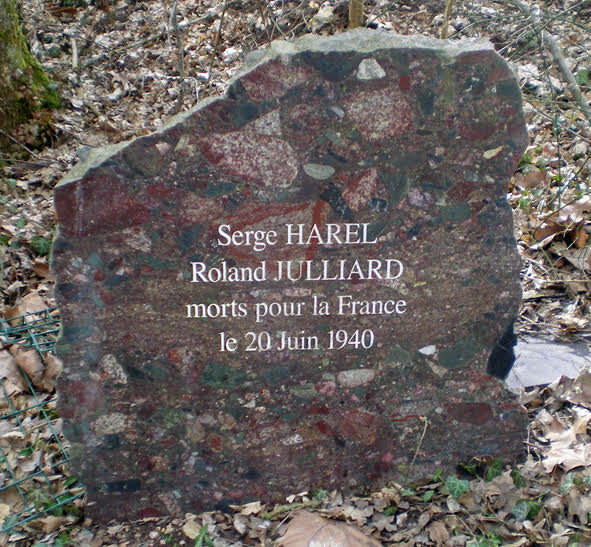 Serge HAREL
Roland JULLIARD
morts pour la France
le 20 Juin 1940